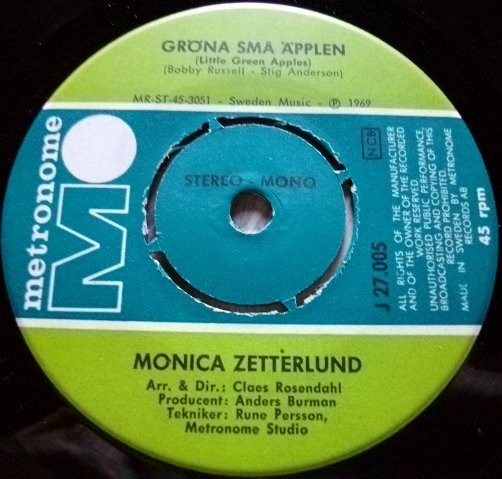 GRÖNA SMÅ ÄPPLEN
(Little Green Apples)
(Bobby Russell - Stig Anderson)
MR-ST-45-3051 - Sweden Music - Ⓟ 1969
metronome
M
STEREO - MONO
NCB
ALL RIGHTS OF THE MANUFACTURER
AND OF THE OWNER OF THE RECORDED
WORK RESERVED.
UNAUTHORISED PUBLIC PERFORMANCE,
BROADCASTING AND COPYING OF THIS
RECORD PROHIBITED.
MADE IN SWEDEN BY METRONOME
RECORDS AB
45 rpm
J 27.005
MONICA ZETTERLUND
Arr. & Dir.: Claes Rosendahl
Producent: Anders Burman
Tekniker: Rune Persson,
Metronome Studio